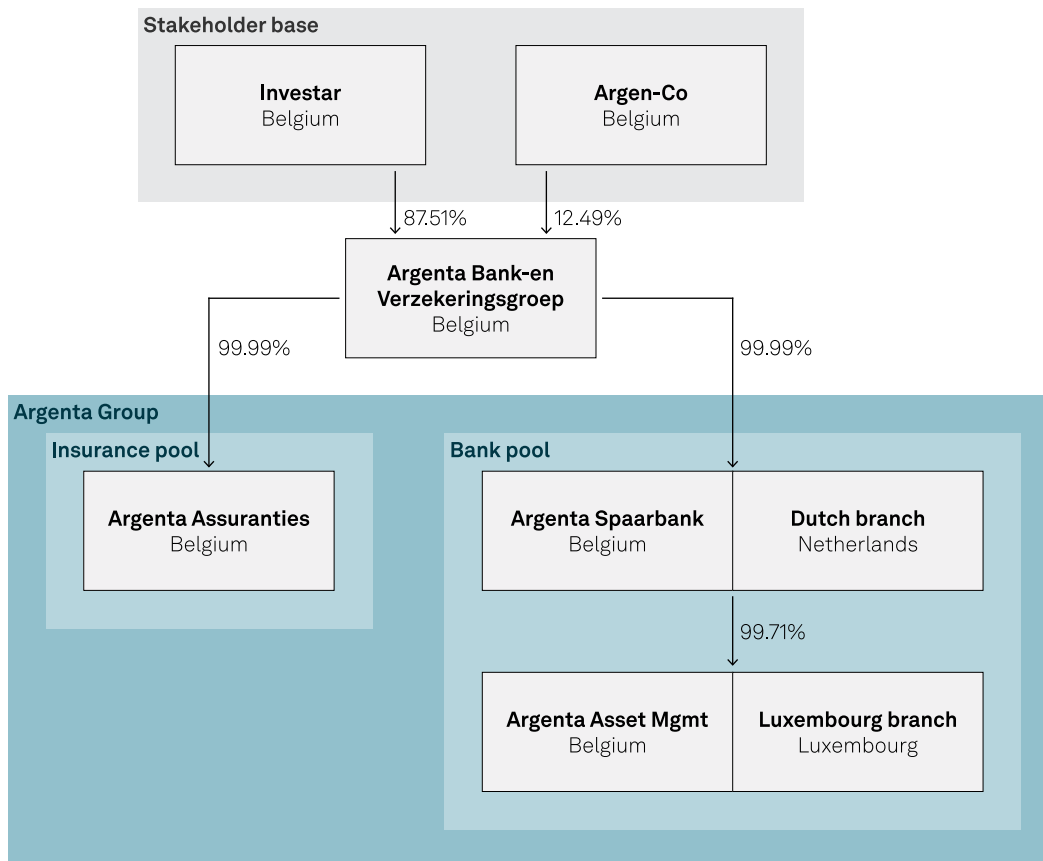 Stakeholder base
Investar
Belgium
Argen-Co
Belgium
87.51%
12.49%
Argenta Bank-en
Verzekeringsgroep
Belgium
99.99%
99.99%
Argenta Group
Insurance pool
Bank pool
Argenta Assuranties
Belgium
Argenta Spaarbank
Belgium
Dutch branch
Netherlands
99.71%
Argenta Asset Mgmt
Belgium
Luxembourg branch
Luxembourg